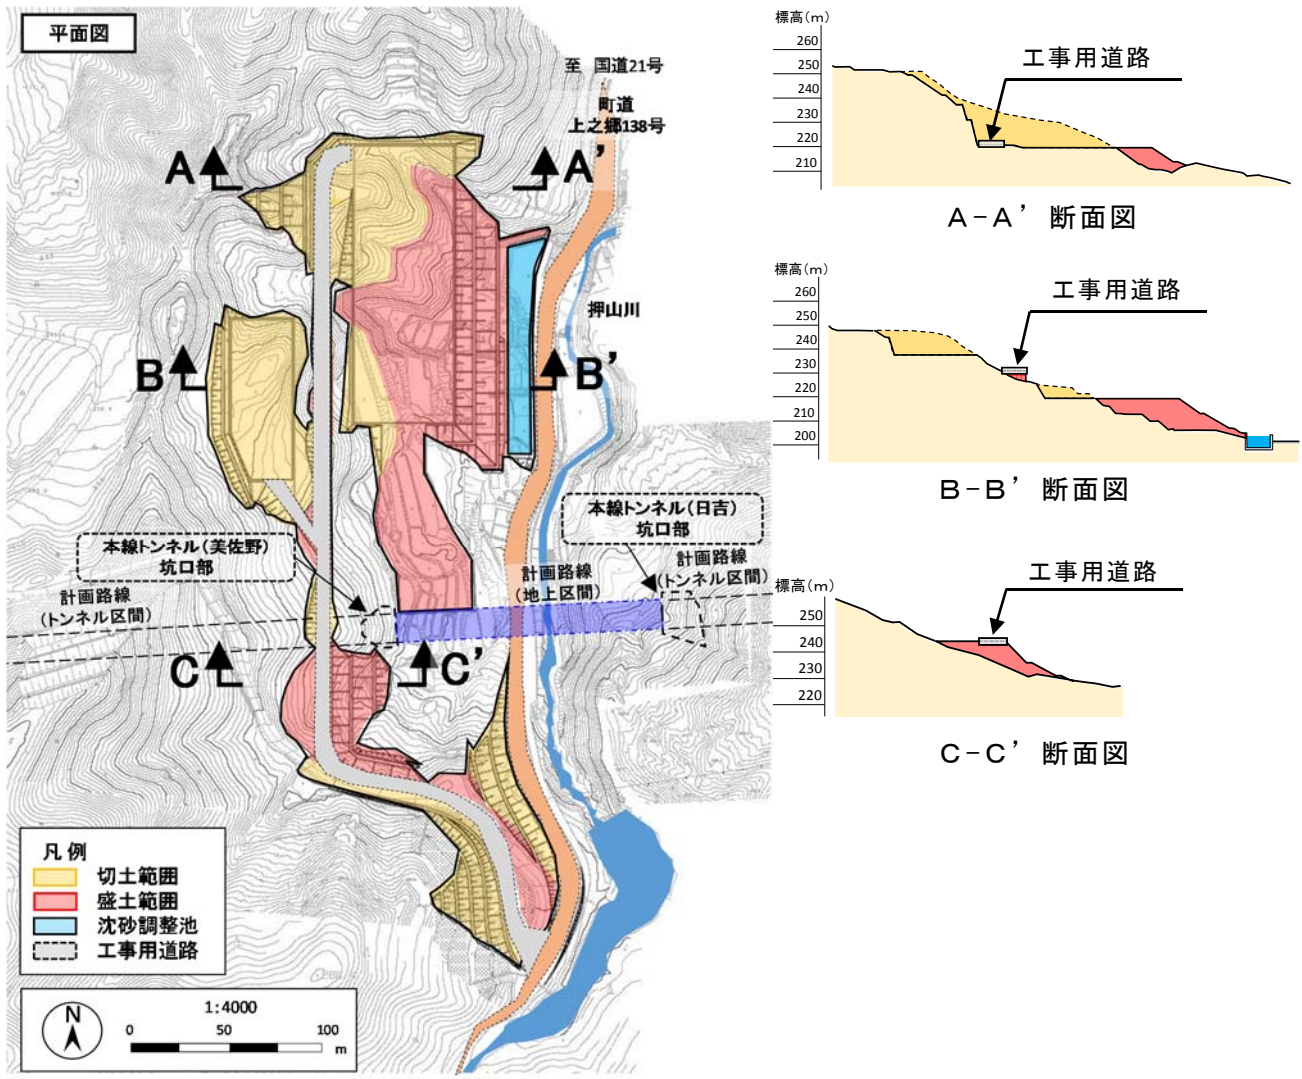 平面図
至 国道21号
町道
上之郷138号
A
A’
押山川
B
B’
本線トンネル(日吉)
坑口部
本線トンネル(美佐野)
坑口部
計画路線
(トンネル区間)
計画路線
(地上区間)
計画路線
(トンネル区間)
C
C’
凡例
切土範囲
盛土範囲
沈砂調整池
工事用道路
N
1:4000
0 50 100
m
標高(m)
260
250
240
230
220
210
工事用道路
A-A’ 断面図
標高(m)
260
250
240
230
220
210
200
工事用道路
B-B’ 断面図
標高(m)
250
240
230
220
工事用道路
C-C’ 断面図